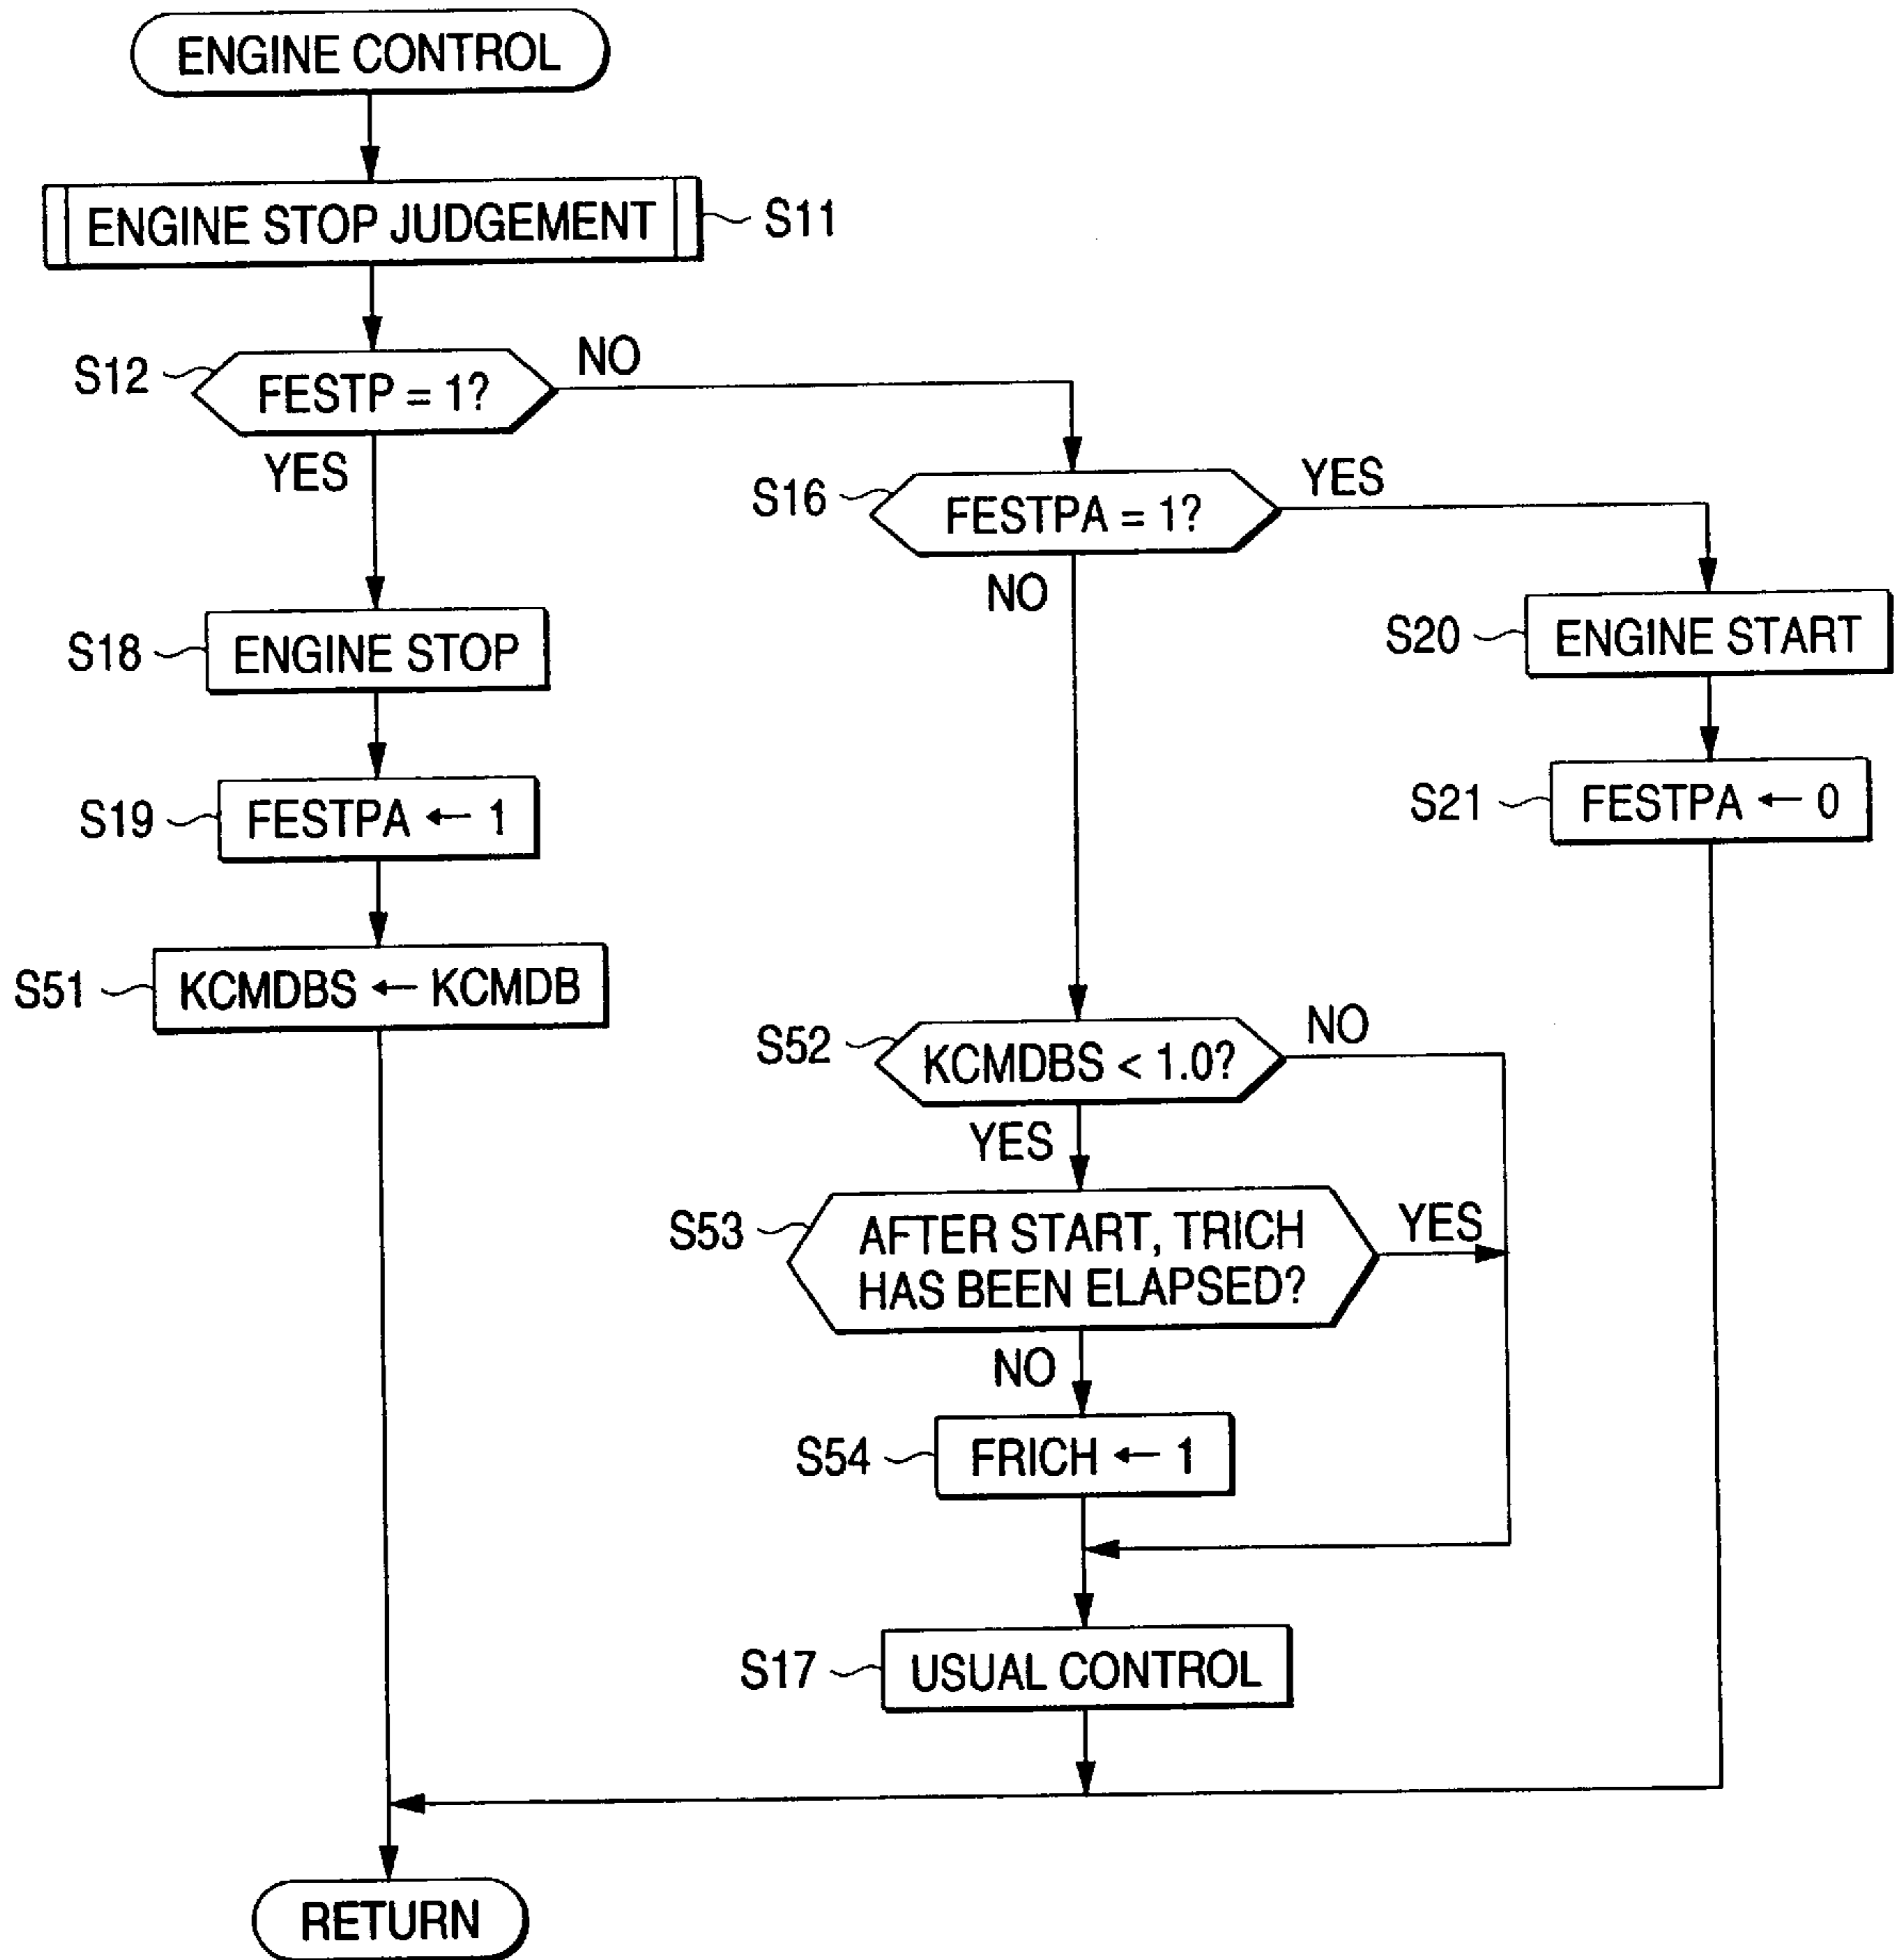 ENGINE CONTROL
ENGINE STOP JUDGEMENT
S11
S12
FESTP = 1?
NO
YES
S16
FESTPA = 1?
YES
NO
S18
ENGINE STOP
S20
ENGINE START
S19
FESTPA ← 1
S21
FESTPA ← 0
S51
KCMDBS ← KCMDB
S52
KCMDBS < 1.0?
NO
YES
S53
AFTER START, TRICH
HAS BEEN ELAPSED?
YES
NO
S54
FRICH ← 1
S17
USUAL CONTROL
RETURN